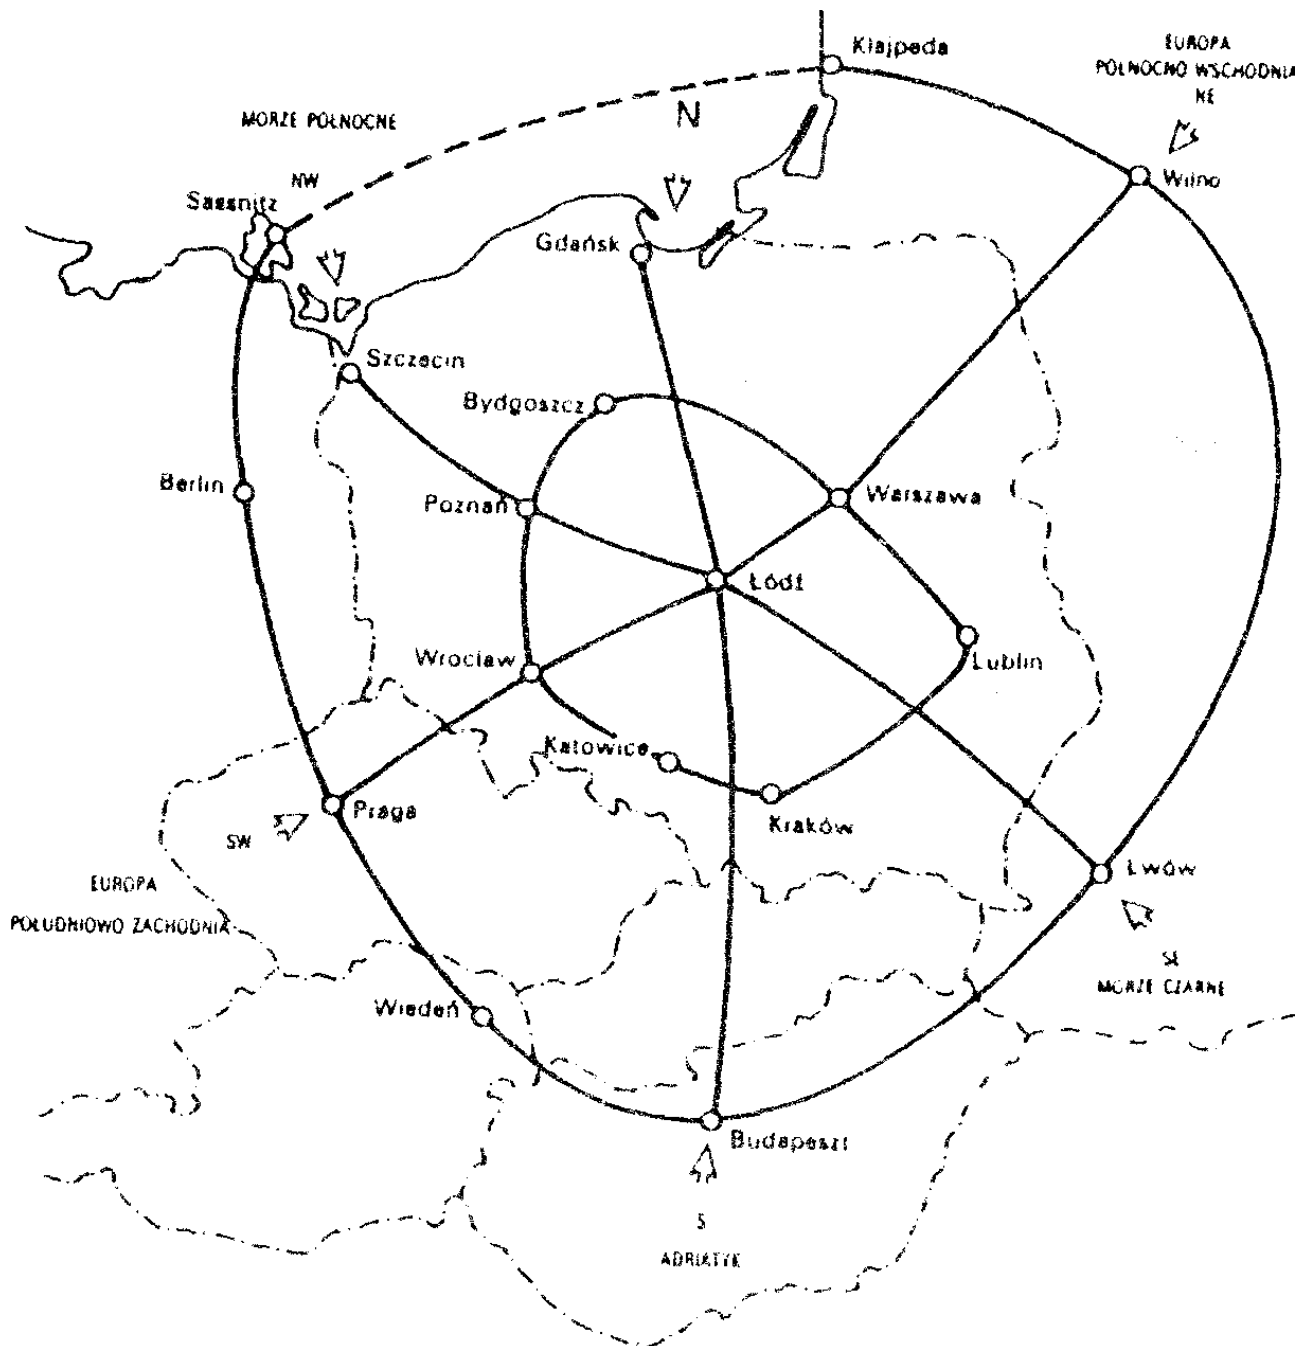 Klajpeda
EUROPA
PÓŁNOCNO WSCHODNIA
NE
MORZE PÓŁNOCNE
N
NW
Sassnitz
Wilno
Gdańsk
Szczecin
Bydgoszcz
Berlin
Poznań
Warszawa
Łódź
Wrocław
Lublin
Katowice
Praga
Kraków
SW
Lwów
EUROPA
POŁUDNIOWO ZACHODNIA
SE
MORZE CZARNE
Wiedeń
Budapeszt
S
ADRIATYK